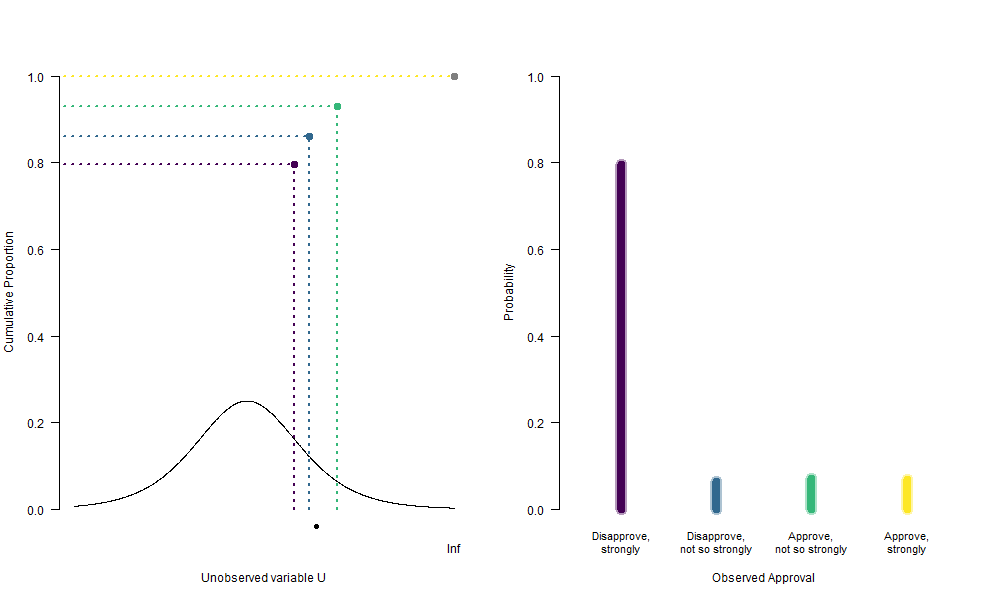 Cumulative Proportion
1.0
0.8
0.6
0.4
0.2
0.0
Inf
Unobserved variable U
Probability
1.0
0.8
0.6
0.4
0.2
0.0
Disapprove,
strongly
Disapprove,
not so strongly
Approve,
not so strongly
Approve,
strongly
Observed Approval